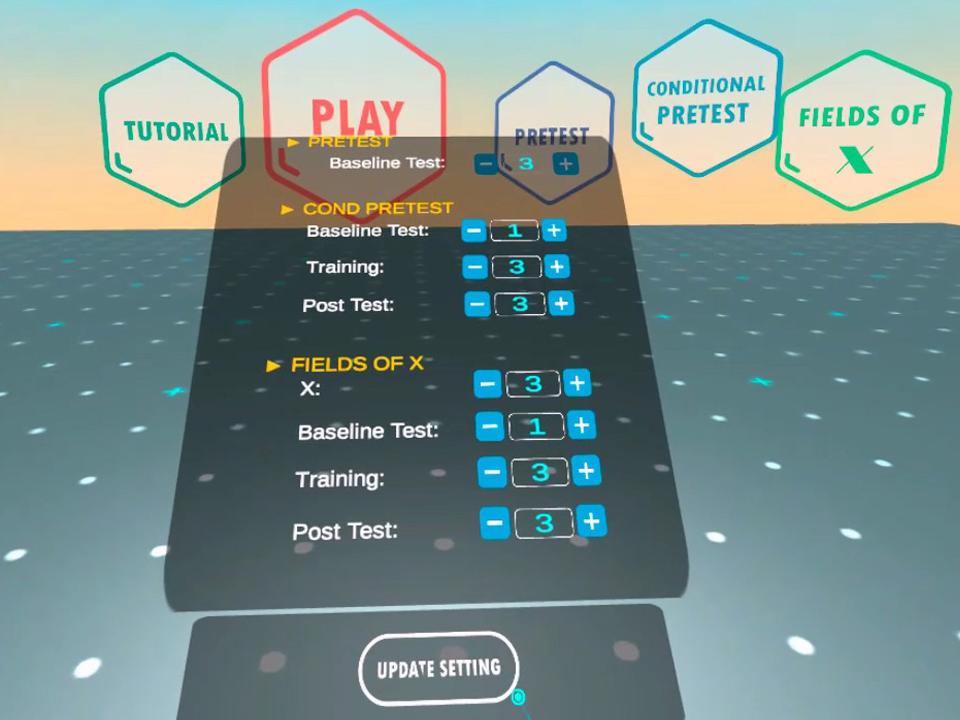 TUTORIAL
PLAY
PRETEST
CONDITIONAL
PRETEST
FIELDS OF
X
► PRETEST
Baseline Test: − 3 +
► COND PRETEST
Baseline Test: − 1 +
Training: − 3 +
Post Test: − 3 +
► FIELDS OF X
X: − 3 +
Baseline Test: − 1 +
Training: − 3 +
Post Test: − 3 +
UPDATE SETTING